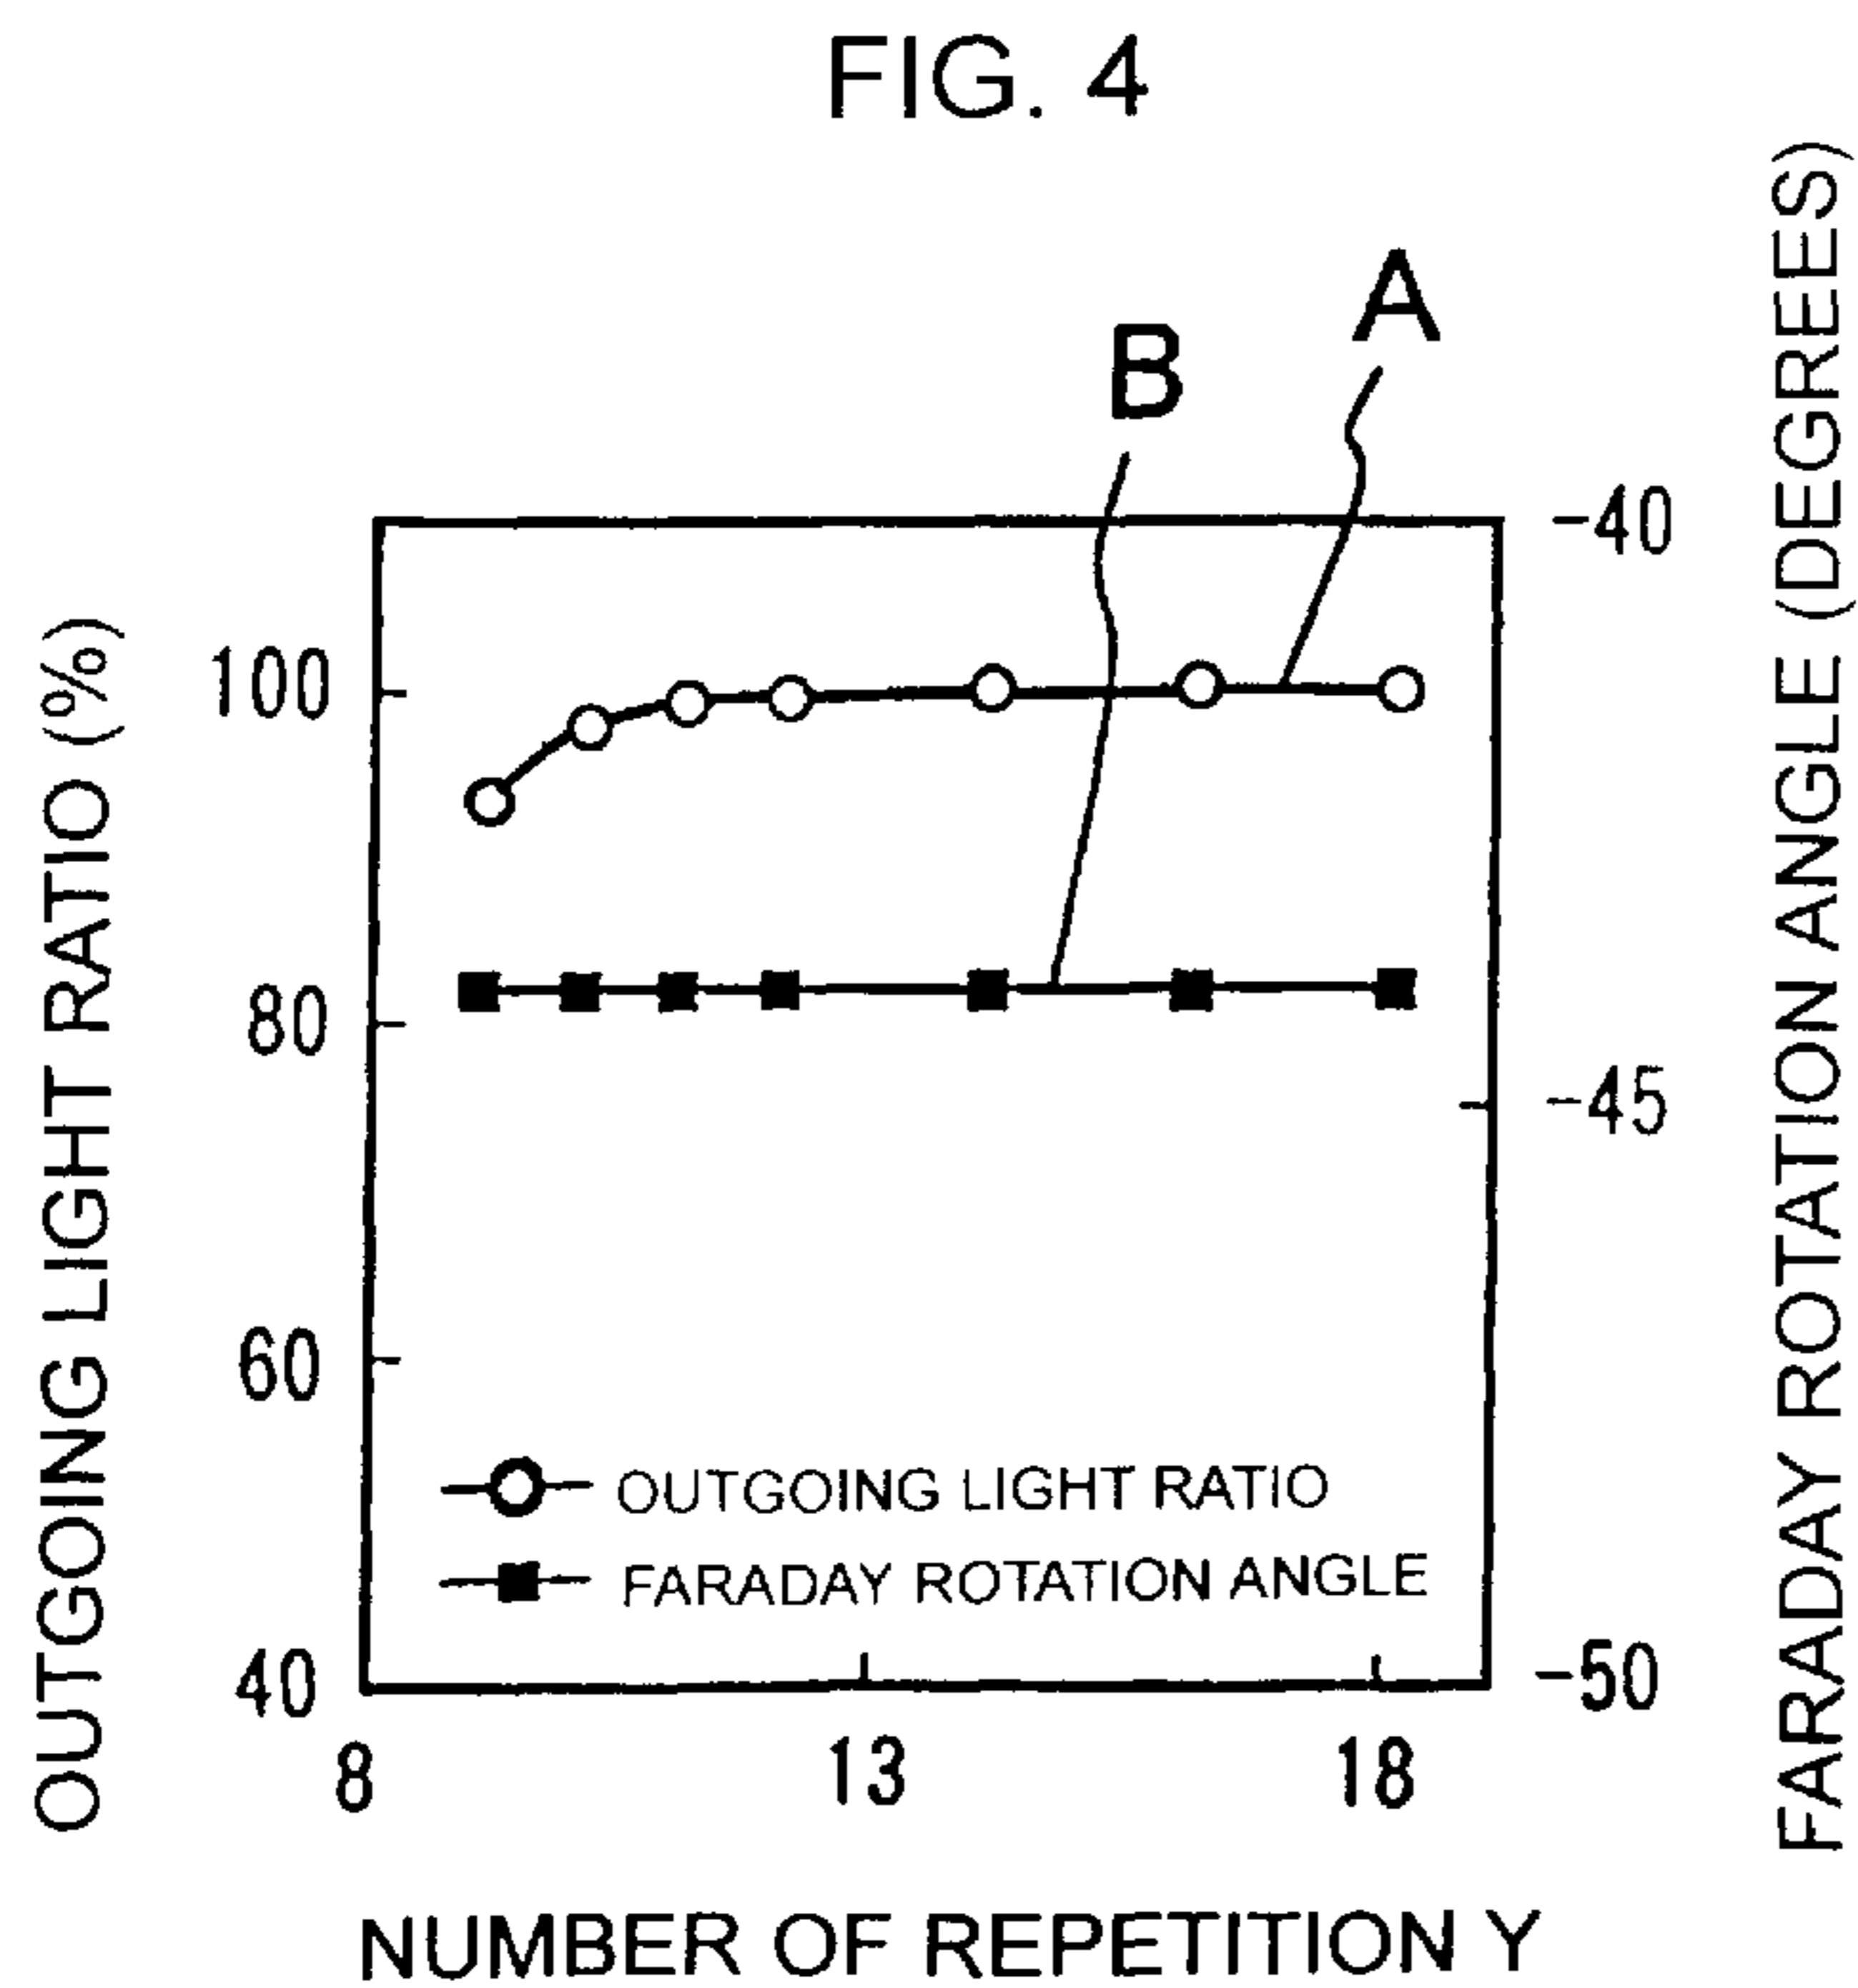 FIG. 4
A
B
OUTGOING LIGHT RATIO (%)
100
80
60
40
FARADAY ROTATION ANGLE (DEGREES)
-40
-45
-50
OUTGOING LIGHT RATIO
FARADAY ROTATION ANGLE
8 13 18
NUMBER OF REPETITION Y